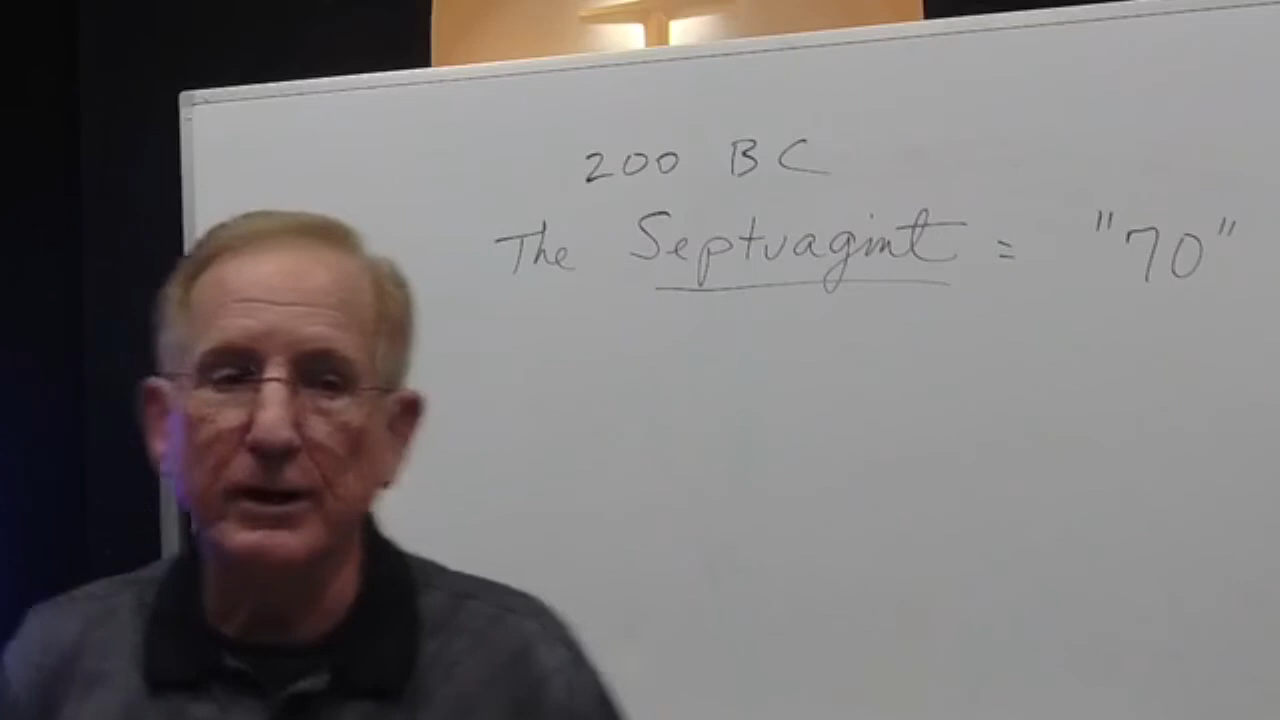 200 BC
The Septuagint = "70"